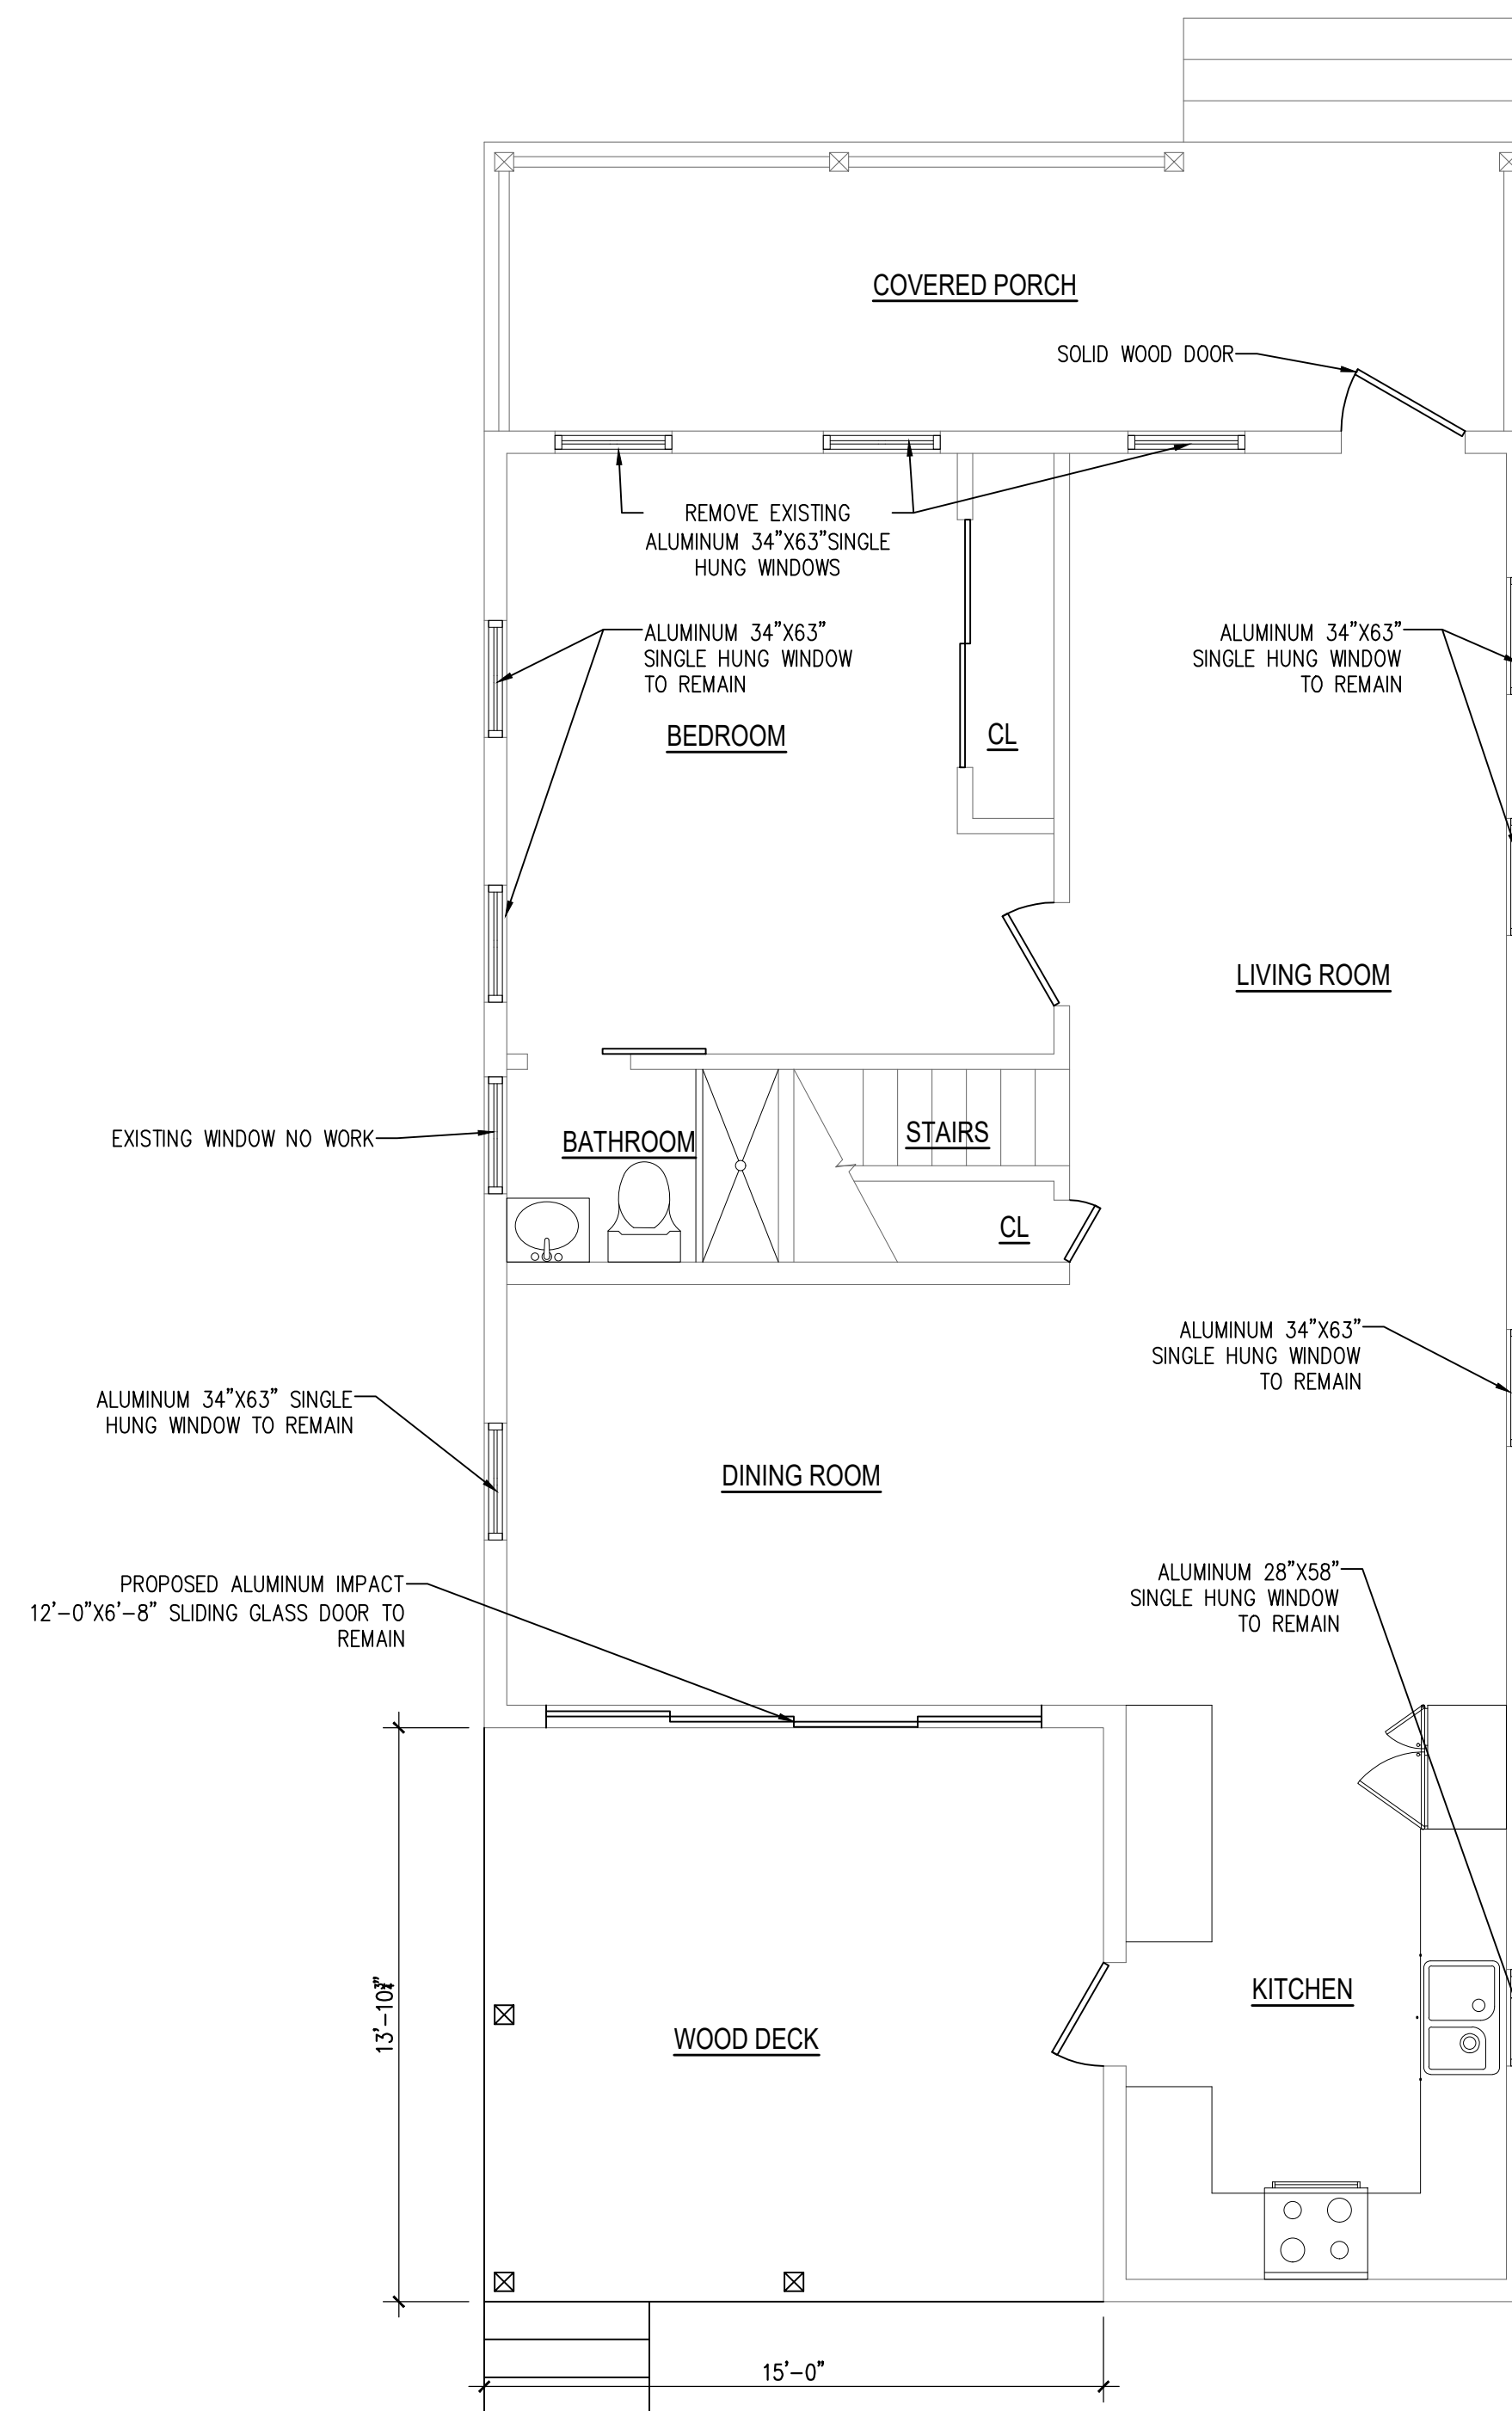 COVERED PORCH
SOLID WOOD DOOR
REMOVE EXISTING
ALUMINUM 34"X63"SINGLE
HUNG WINDOWS
ALUMINUM 34"X63"
SINGLE HUNG WINDOW
TO REMAIN
ALUMINUM 34"X63"
SINGLE HUNG WINDOW
TO REMAIN
BEDROOM
CL
LIVING ROOM
EXISTING WINDOW NO WORK
BATHROOM
STAIRS
CL
ALUMINUM 34"X63"
SINGLE HUNG WINDOW
TO REMAIN
ALUMINUM 34"X63" SINGLE
HUNG WINDOW TO REMAIN
DINING ROOM
PROPOSED ALUMINUM IMPACT
12'-0"X6'-8" SLIDING GLASS DOOR TO
REMAIN
ALUMINUM 28"X58"
SINGLE HUNG WINDOW
TO REMAIN
KITCHEN
WOOD DECK
15'-0"